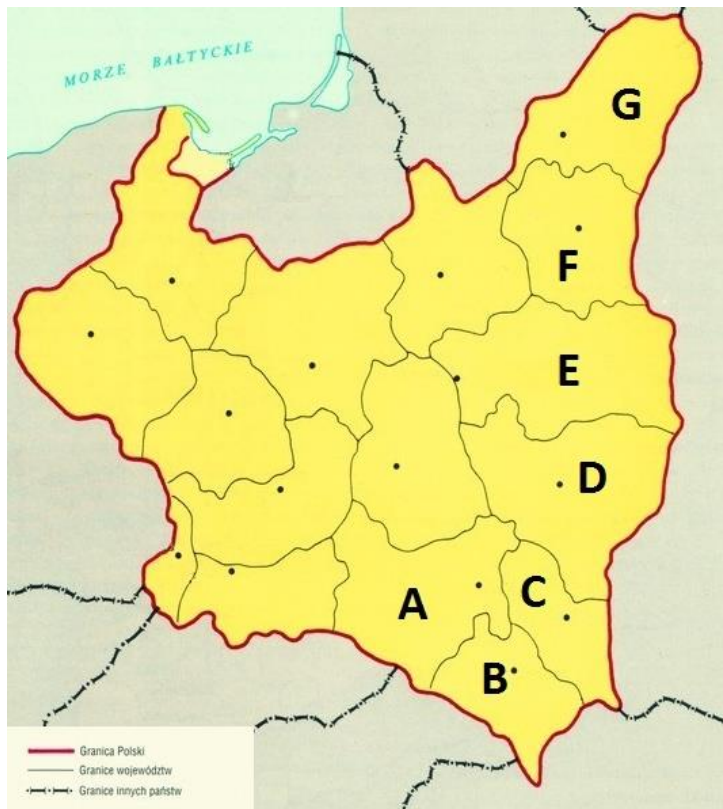 MORZE BAŁTYCKIE
G
F
E
D
A
C
B
Granica Polski
Granice województw
Granice innych państw